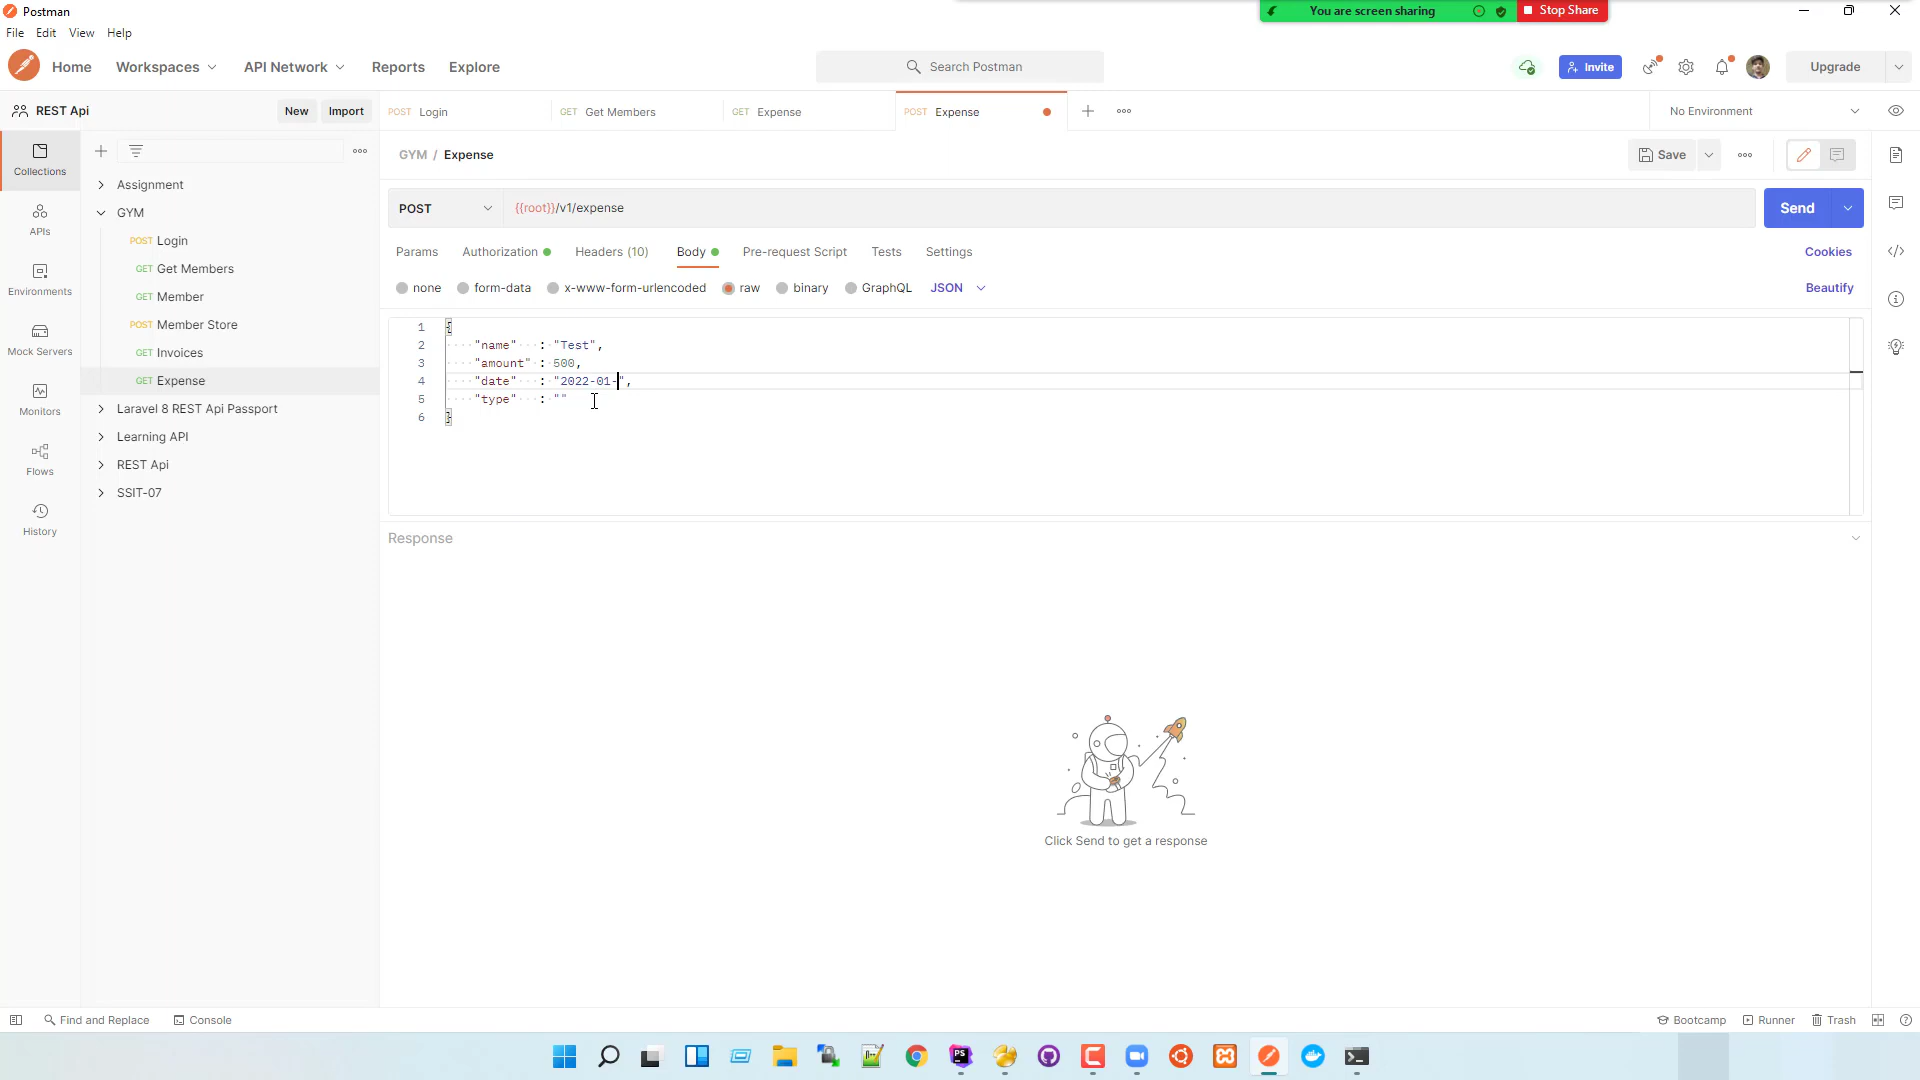 Postman
You are screen sharing
Stop Share
File Edit View Help
Home Workspaces API Network Reports Explore
Search Postman
Invite
Upgrade
REST Api
New Import
POST Login
GET Get Members
GET Expense
POST Expense
No Environment
Collections
APIs
Environments
Mock Servers
Monitors
Flows
History
Assignment
GYM
POST Login
GET Get Members
GET Member
POST Member Store
GET Invoices
GET Expense
Laravel 8 REST Api Passport
Learning API
REST Api
SSIT-07
GYM / Expense
Save
POST {{root}}/v1/expense
Send
Params Authorization Headers (10) Body Pre-request Script Tests Settings
Cookies
none form-data x-www-form-urlencoded raw binary GraphQL JSON
Beautify
1 {
2 "name" : "Test",
3 "amount" : 500,
4 "date" : "2022-01-",
5 "type" : ""
6 }
Response
Click Send to get a response
Find and Replace Console
Bootcamp Runner Trash
PS